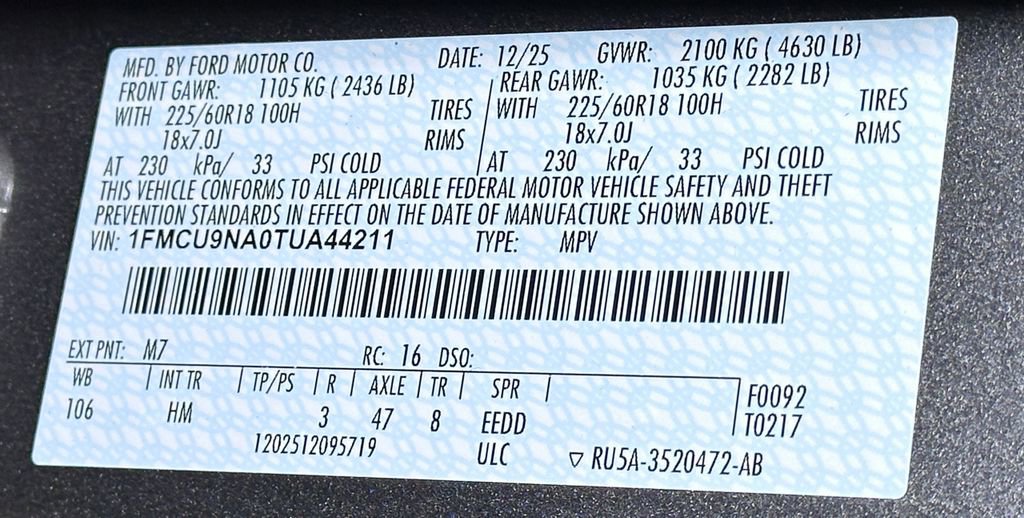 MFD. BY FORD MOTOR CO. DATE: 12/25 GVWR: 2100 KG ( 4630 LB)
FRONT GAWR: 1105 KG ( 2436 LB) REAR GAWR: 1035 KG ( 2282 LB)
WITH 225/60R18 100H TIRES WITH 225/60R18 100H TIRES
18x7.0J RIMS 18x7.0J RIMS
AT 230 kPa/ 33 PSI COLD AT 230 kPa/ 33 PSI COLD
THIS VEHICLE CONFORMS TO ALL APPLICABLE FEDERAL MOTOR VEHICLE SAFETY AND THEFT
PREVENTION STANDARDS IN EFFECT ON THE DATE OF MANUFACTURE SHOWN ABOVE.
VIN: 1FMCU9NA0TUA44211 TYPE: MPV
EXT PNT: M7 RC: 16 DSO:
WB INT TR TP/PS R AXLE TR SPR F0092
106 HM 3 47 8 EEDD T0217
1202512095719 ULC ▽ RU5A-3520472-AB